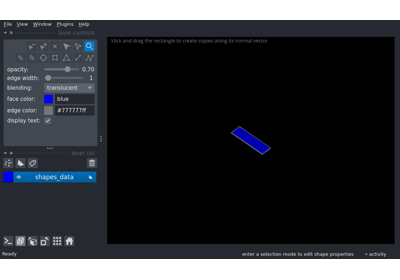 File View Window Plugins Help
layer controls
Click and drag the rectangle to create copies along its normal vector
opacity: 0.70
edge width: 1
blending: translucent
face color: blue
edge color: #777777ff
display text:
layer list
shapes_data
Ready
enter a selection mode to edit shape properties
activity